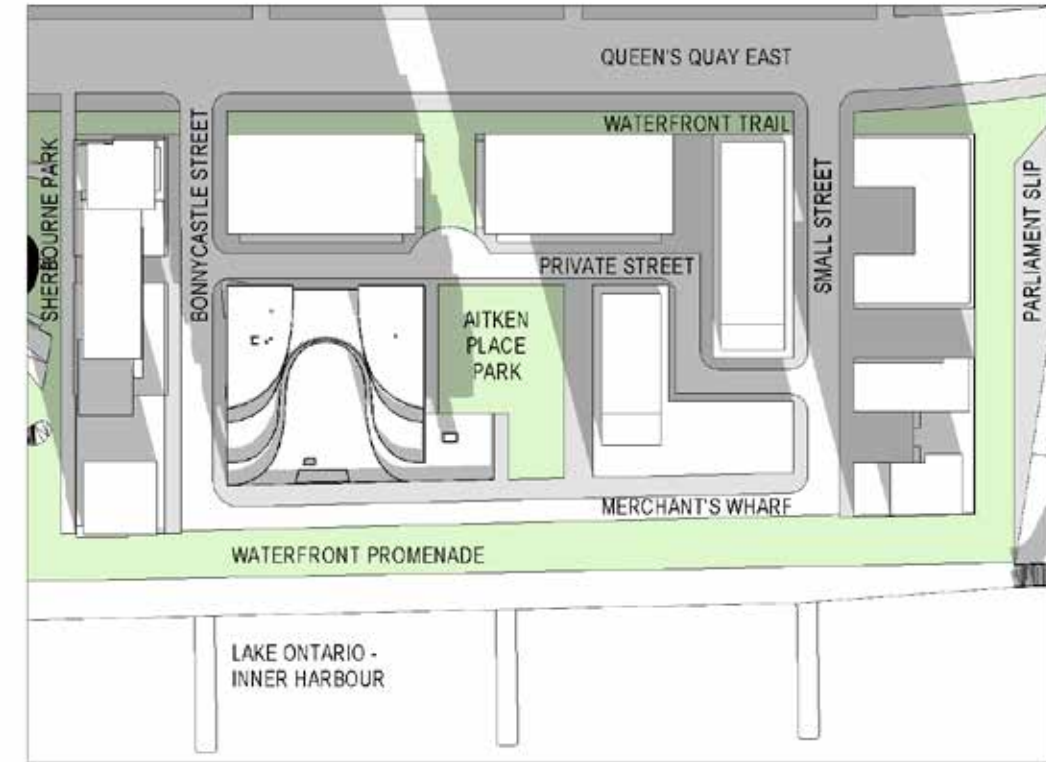 QUEEN'S QUAY EAST
WATERFRONT TRAIL
SHERBOURNE PARK
BONNYCASTLE STREET
SMALL STREET
PARLIAMENT SLIP
PRIVATE STREET
AITKEN
PLACE
PARK
MERCHANT'S WHARF
WATERFRONT PROMENADE
LAKE ONTARIO -
INNER HARBOUR